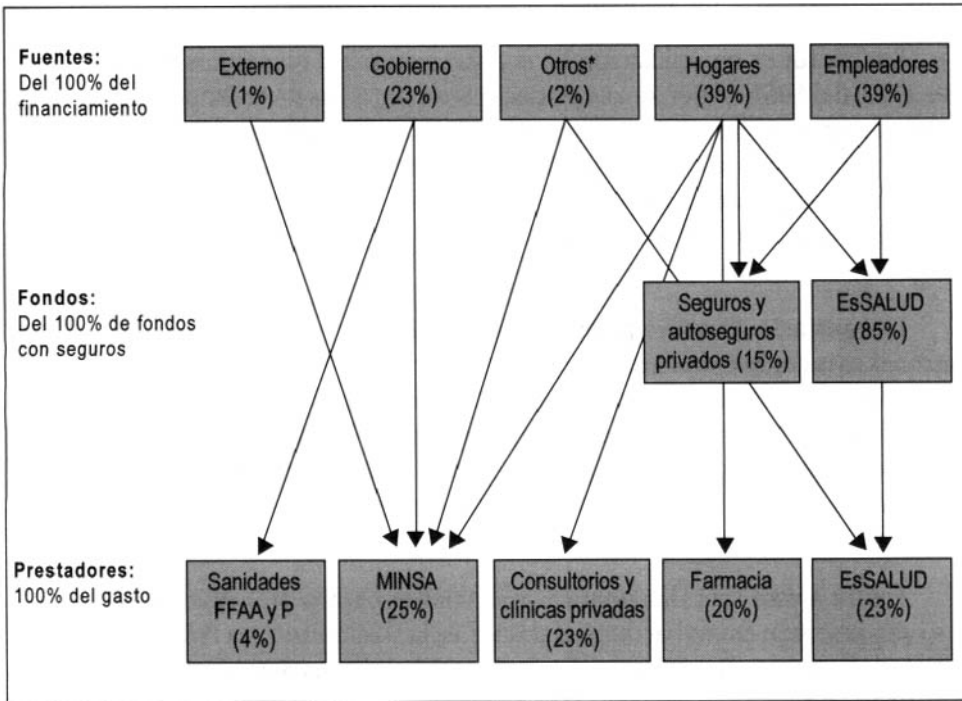 Fuentes:
Del 100% del
financiamiento
Externo
(1%)
Gobierno
(23%)
Otros*
(2%)
Hogares
(39%)
Empleadores
(39%)
Fondos:
Del 100% de fondos
con seguros
Seguros y
autoseguros
privados (15%)
EsSALUD
(85%)
Prestadores:
100% del gasto
Sanidades
FFAA y P
(4%)
MINSA
(25%)
Consultorios y
clínicas privadas
(23%)
Farmacia
(20%)
EsSALUD
(23%)